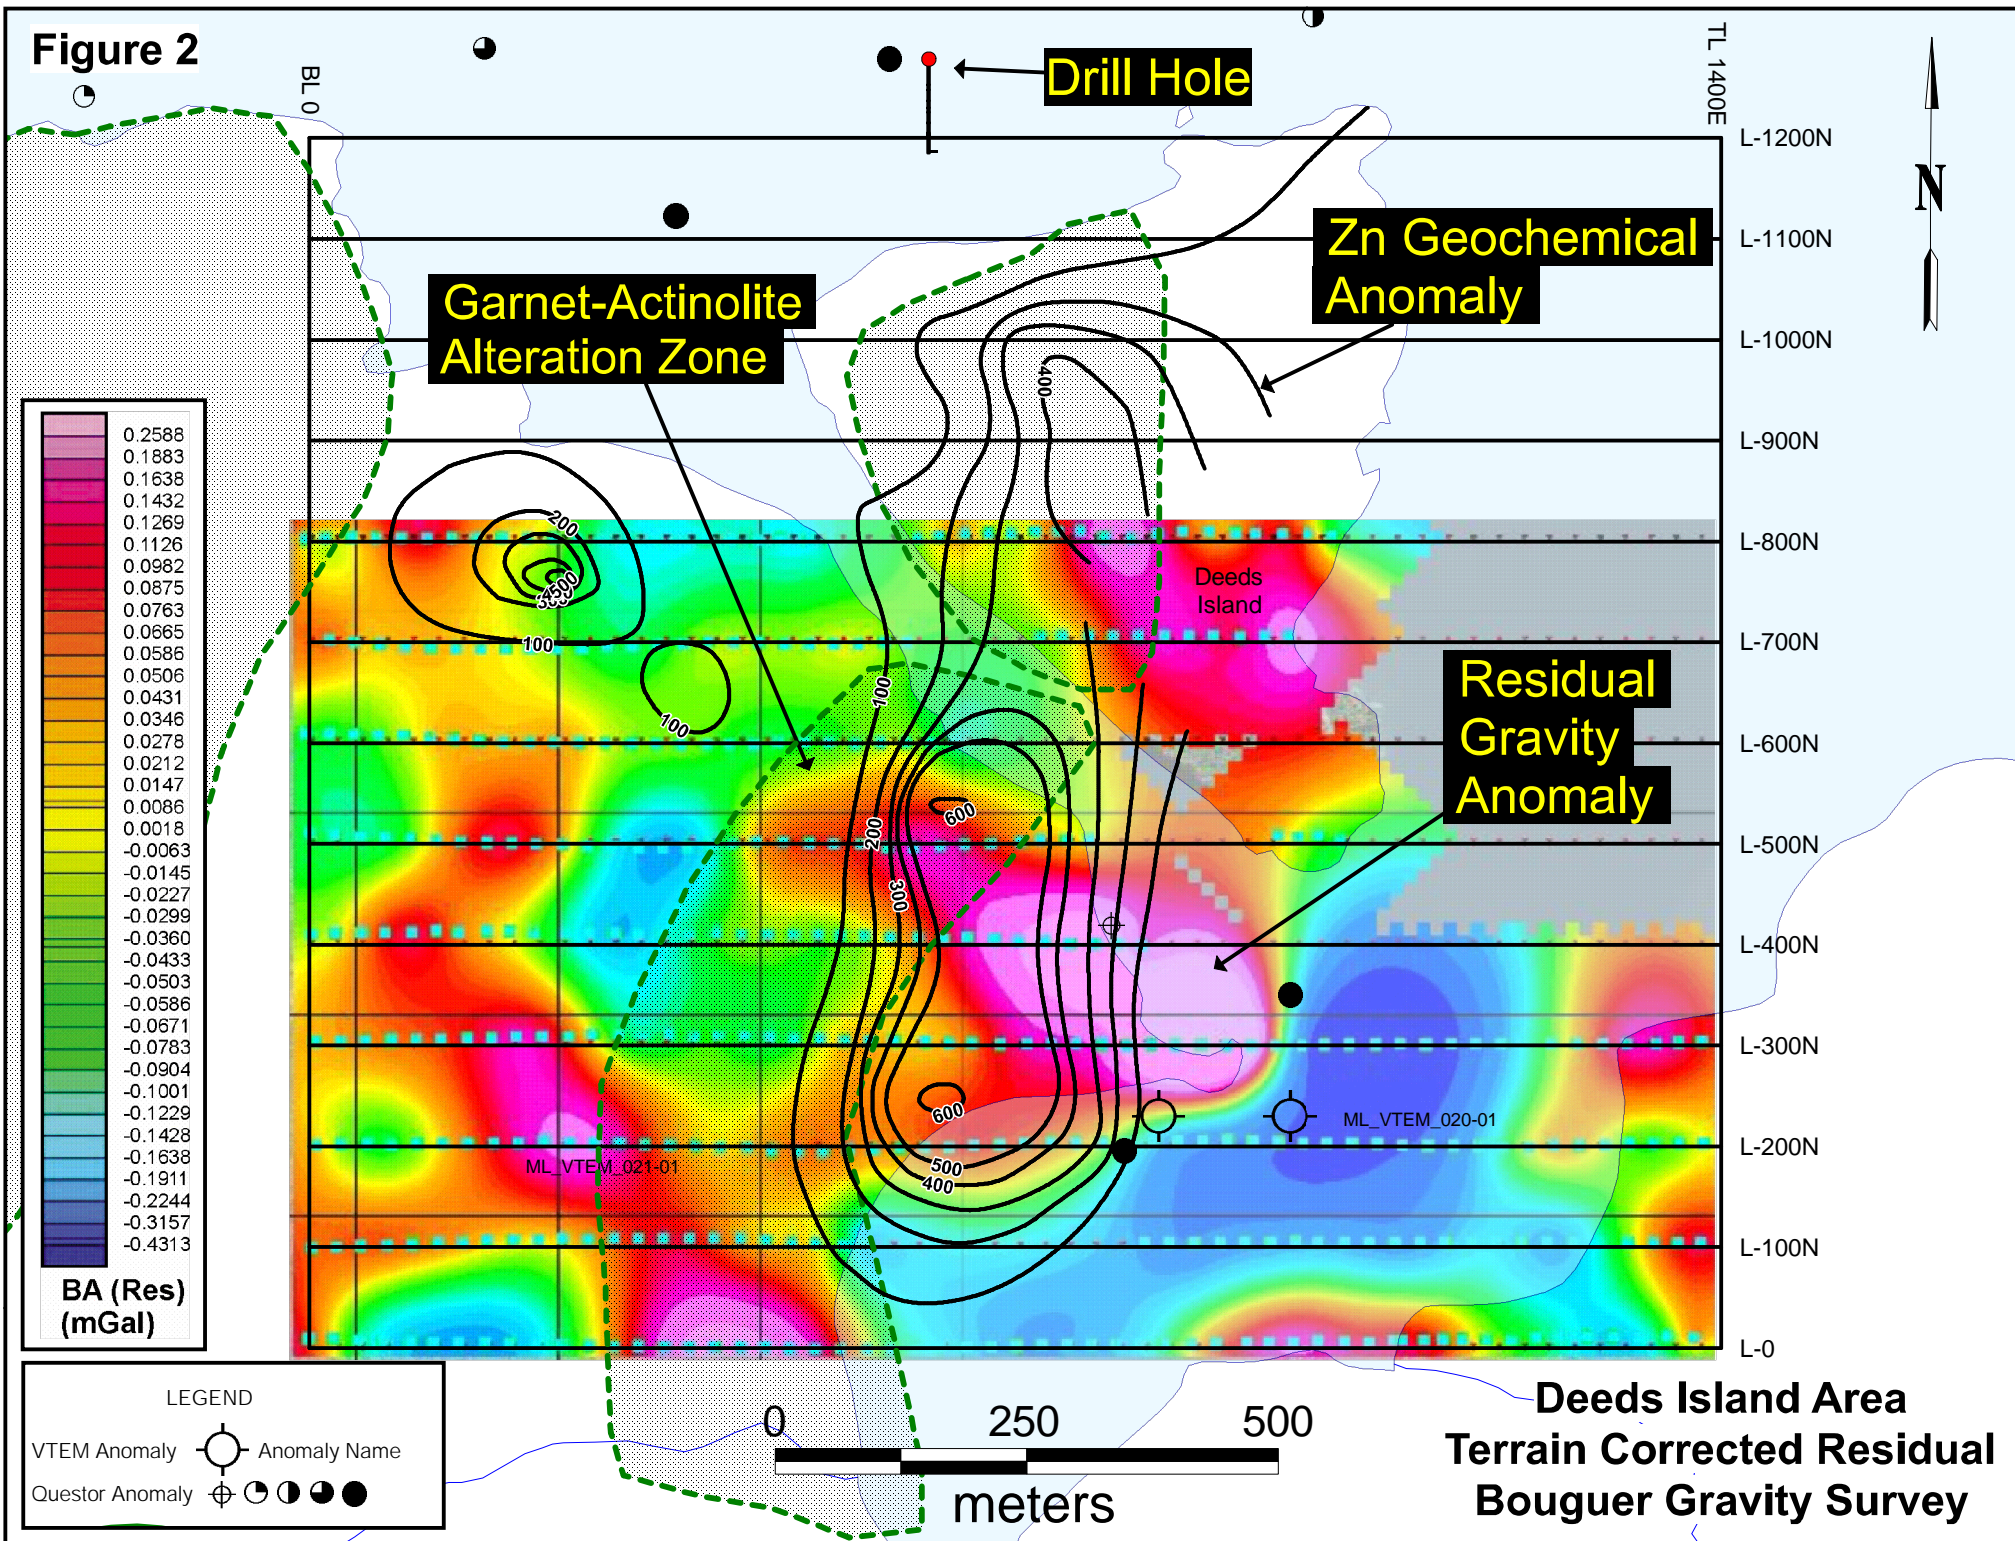 Figure 2
BL 0
TL 1400E
Drill Hole
N
L-1200N
L-1100N
L-1000N
L-900N
L-800N
L-700N
L-600N
L-500N
L-400N
L-300N
L-200N
L-100N
L-0
Zn Geochemical
Anomaly
Garnet-Actinolite
Alteration Zone
Residual
Gravity
Anomaly
Deeds
Island
400
200
100
100
100
200
300
600
600
500
400
ML_VTEM_020-01
ML_VTEM_021-01
0.2588
0.1883
0.1638
0.1432
0.1269
0.1126
0.0982
0.0875
0.0763
0.0665
0.0586
0.0506
0.0431
0.0346
0.0278
0.0212
0.0147
0.0086
0.0018
-0.0063
-0.0145
-0.0227
-0.0299
-0.0360
-0.0433
-0.0503
-0.0586
-0.0671
-0.0783
-0.0904
-0.1001
-0.1229
-0.1428
-0.1638
-0.1911
-0.2244
-0.3157
-0.4313
BA (Res)
(mGal)
LEGEND
VTEM Anomaly Anomaly Name
Questor Anomaly
0 250 500
meters
Deeds Island Area
Terrain Corrected Residual
Bouguer Gravity Survey